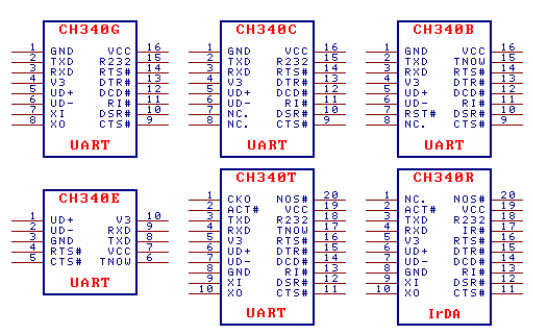 CH340G
1 GND VCC 16
2 TXD R232 15
3 RXD RTS# 14
4 V3 DTR# 13
5 UD+ DCD# 12
6 UD- RI# 11
7 XI DSR# 10
8 XO CTS# 9
UART
CH340C
1 GND VCC 16
2 TXD R232 15
3 RXD RTS# 14
4 V3 DTR# 13
5 UD+ DCD# 12
6 UD- RI# 11
7 NC. DSR# 10
8 NC. CTS# 9
UART
CH340B
1 GND VCC 16
2 TXD TNOW 15
3 RXD RTS# 14
4 V3 DTR# 13
5 UD+ DCD# 12
6 UD- RI# 11
7 RST# DSR# 10
8 NC. CTS# 9
UART
CH340E
1 UD+ V3 10
2 UD- RXD 9
3 GND TXD 8
4 RTS# VCC 7
5 CTS# TNOW 6
UART
CH340T
1 CKO NOS# 20
2 ACT# VCC 19
3 TXD R232 18
4 RXD TNOW 17
5 V3 RTS# 16
6 UD+ DTR# 15
7 UD- DCD# 14
8 GND RI# 13
9 XI DSR# 12
10 XO CTS# 11
UART
CH340R
1 NC. NOS# 20
2 ACT# VCC 19
3 TXD R232 18
4 RXD IR# 17
5 V3 RTS# 16
6 UD+ DTR# 15
7 UD- DCD# 14
8 GND RI# 13
9 XI DSR# 12
10 XO CTS# 11
IrDA